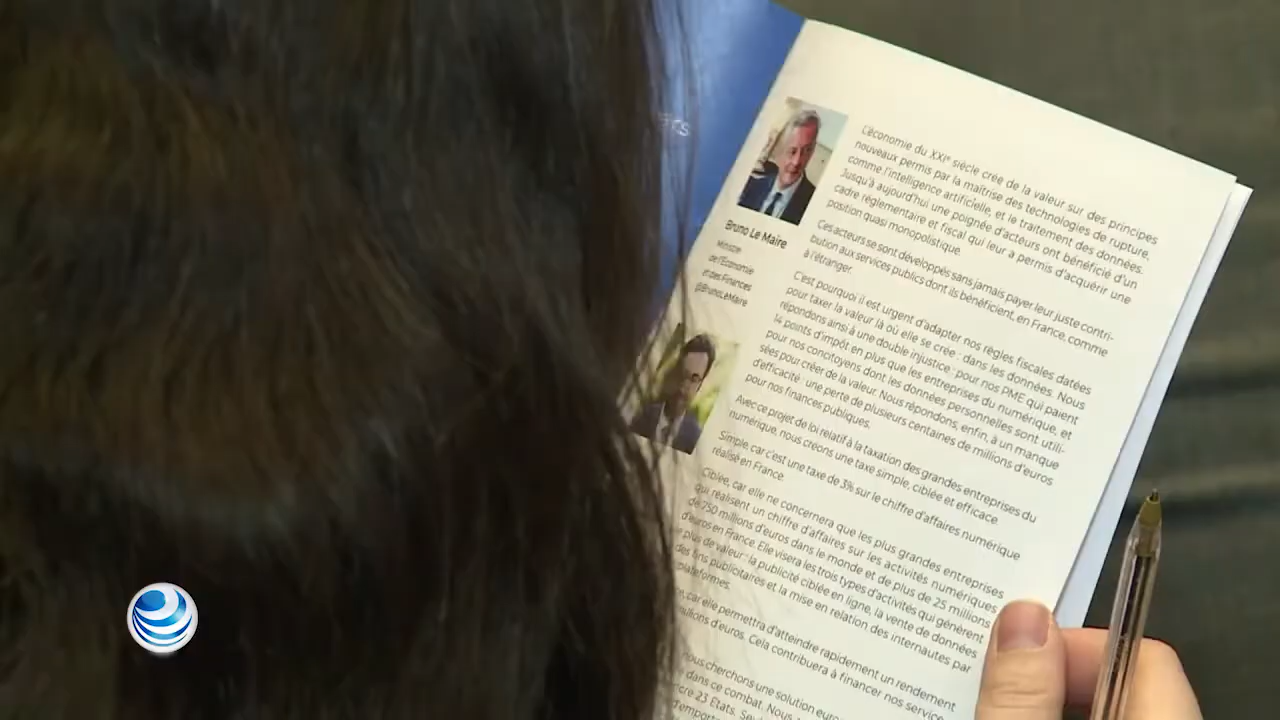 ers
Bruno Le Maire
Ministre
de l'Économie
et des Finances
@BrunoLeMaire
L'économie du XXIe siècle crée de la valeur sur des principes
nouveaux permis par la maîtrise des technologies de rupture,
comme l'intelligence artificielle, et le traitement des données.
Jusqu'à aujourd'hui une poignée d'acteurs ont bénéficié d'un
cadre réglementaire et fiscal qui leur a permis d'acquérir une
position quasi monopolistique.
Ces acteurs se sont développés sans jamais payer leur juste contri-
bution aux services publics dont ils bénéficient, en France, comme
à l'étranger.
C'est pourquoi il est urgent d'adapter nos règles fiscales datées
pour taxer la valeur là où elle se crée : dans les données. Nous
répondons ainsi à une double injustice : pour nos PME qui paient
14 points d'impôt en plus que les entreprises du numérique, et
pour nos concitoyens dont les données personnelles sont utili-
sées pour créer de la valeur. Nous répondons, enfin, à un manque
d'efficacité : une perte de plusieurs centaines de millions d'euros
pour nos finances publiques.
Avec ce projet de loi relatif à la taxation des grandes entreprises du
numérique, nous créons une taxe simple, ciblée et efficace.
Simple, car c'est une taxe de 3% sur le chiffre d'affaires numérique
réalisé en France.
Ciblée, car elle ne concernera que les plus grandes entreprises
qui réalisent un chiffre d'affaires sur les activités numériques
de 750 millions d'euros dans le monde et de plus de 25 millions
d'euros en France. Elle visera les trois types d'activités qui génèrent
le plus de valeur : la publicité ciblée en ligne, la vente de données
des fins publicitaires et la mise en relation des internautes par
plateformes.
car elle permettra d'atteindre rapidement un rendement
millions d'euros. Cela contribuera à financer nos service
nous cherchons une solution euro
dans ce combat. Nous
23 Etats. Seul
d'emport